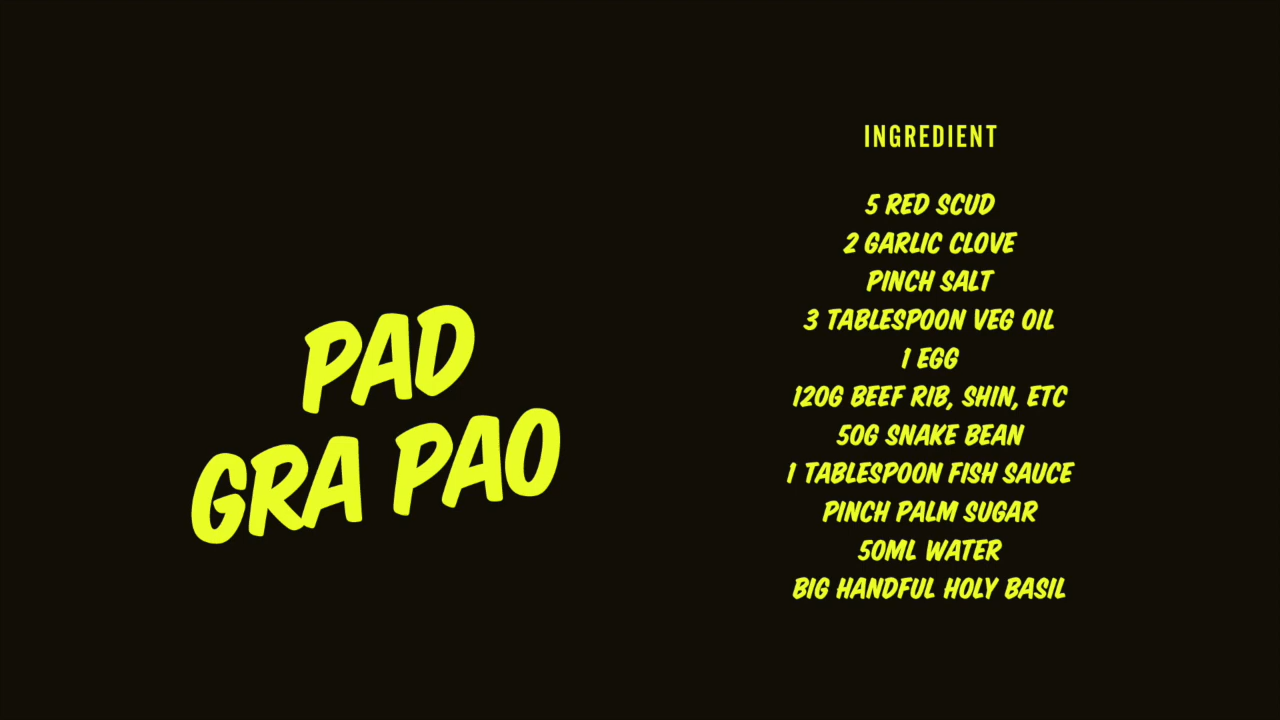 PAD
GRA PAO
INGREDIENT
5 RED SCUD
2 GARLIC CLOVE
PINCH SALT
3 TABLESPOON VEG OIL
1 EGG
120G BEEF RIB, SHIN, ETC
50G SNAKE BEAN
1 TABLESPOON FISH SAUCE
PINCH PALM SUGAR
50ML WATER
BIG HANDFUL HOLY BASIL